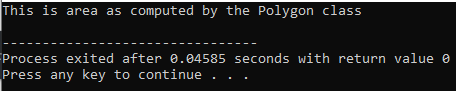 This is area as computed by the Polygon class
--------------------------------
Process exited after 0.04585 seconds with return value 0
Press any key to continue . . .